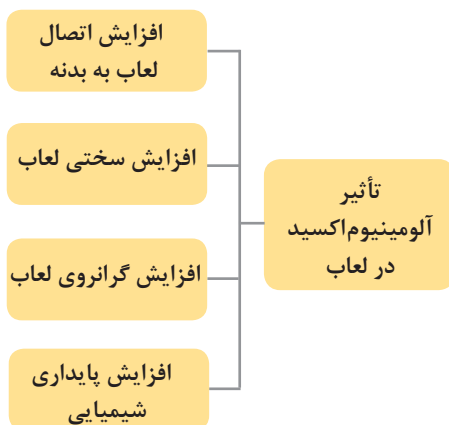 تأثیر
آلومینیوم‌اکسید
در لعاب
افزایش اتصال
لعاب به بدنه
افزایش سختی لعاب
افزایش گرانروی لعاب
افزایش پایداری
شیمیایی